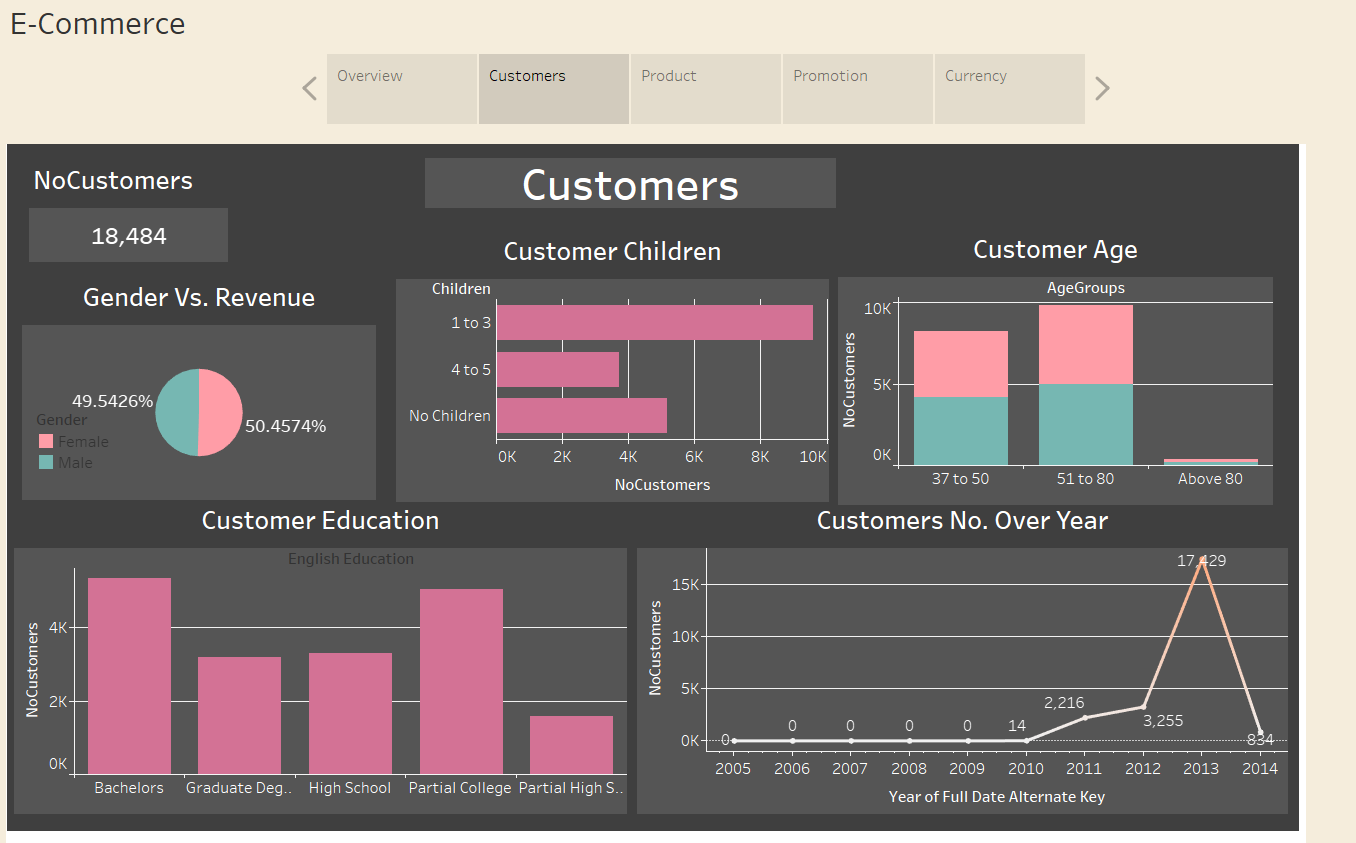 E-Commerce
Overview
Customers
Product
Promotion
Currency
NoCustomers
18,484
Customers
Gender Vs. Revenue
49.5426%
50.4574%
Gender
Female
Male
Customer Children
Children
1 to 3
4 to 5
No Children
0K 2K 4K 6K 8K 10K
NoCustomers
Customer Age
AgeGroups
NoCustomers
10K
5K
0K
37 to 50 51 to 80 Above 80
Customer Education
English Education
NoCustomers
4K
2K
0K
Bachelors Graduate Deg.. High School Partial College Partial High S..
Customers No. Over Year
NoCustomers
15K
10K
5K
0K
0 0 0 0 0 14 2,216 3,255 17,429 834
2005 2006 2007 2008 2009 2010 2011 2012 2013 2014
Year of Full Date Alternate Key